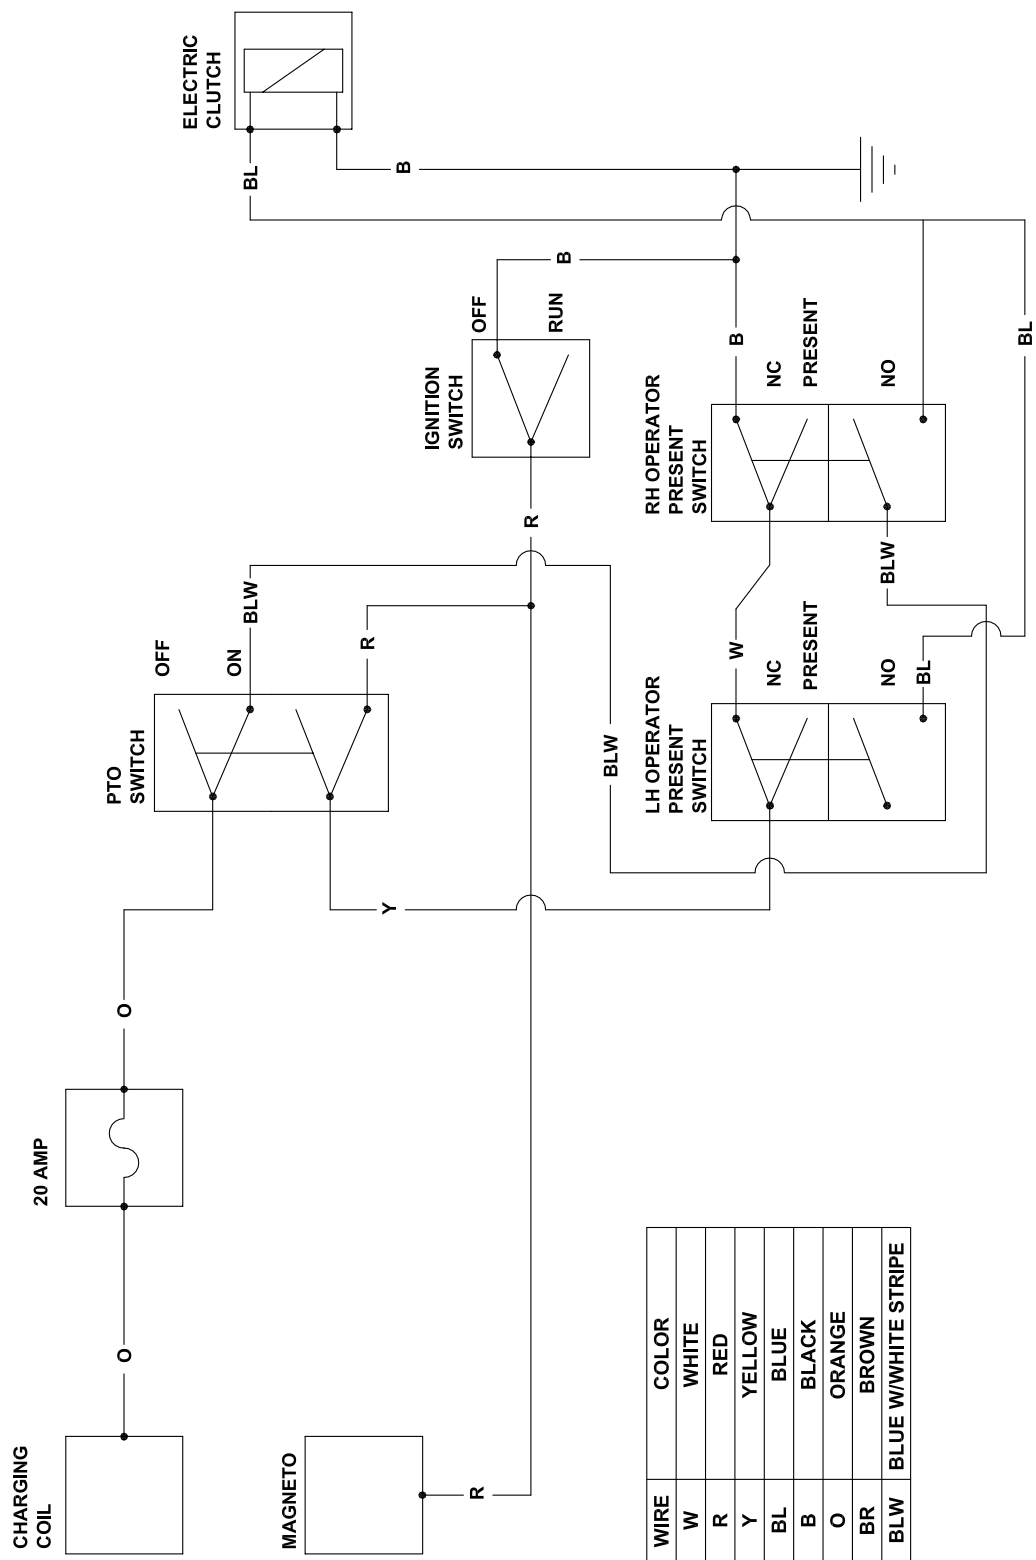 CHARGING
COIL
O
20 AMP
O
MAGNETO
R
PTO
SWITCH
OFF
ON
BLW
R
Y
ELECTRIC
CLUTCH
BL
B
IGNITION
SWITCH
OFF
RUN
B
R
BLW
LH OPERATOR
PRESENT
SWITCH
W
NC
PRESENT
NO
BL
RH OPERATOR
PRESENT
SWITCH
B
NC
PRESENT
NO
BLW
BL
WIRE COLOR
W WHITE
R RED
Y YELLOW
BL BLUE
B BLACK
O ORANGE
BR BROWN
BLW BLUE W/WHITE STRIPE